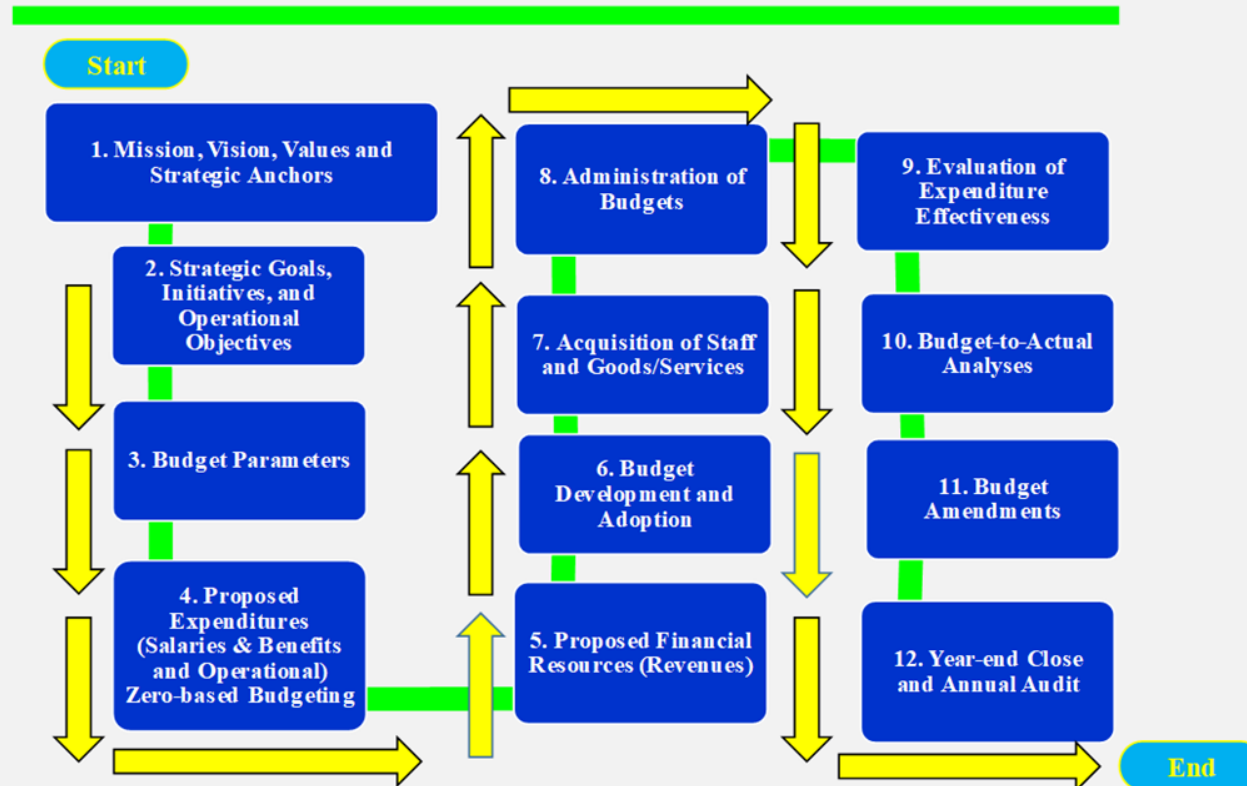 Start
1. Mission, Vision, Values and
Strategic Anchors
2. Strategic Goals,
Initiatives, and
Operational
Objectives
3. Budget Parameters
4. Proposed
Expenditures
(Salaries & Benefits
and Operational)
Zero-based Budgeting
5. Proposed Financial
Resources (Revenues)
6. Budget
Development and
Adoption
7. Acquisition of Staff
and Goods/Services
8. Administration of
Budgets
9. Evaluation of
Expenditure
Effectiveness
10. Budget-to-Actual
Analyses
11. Budget
Amendments
12. Year-end Close
and Annual Audit
End